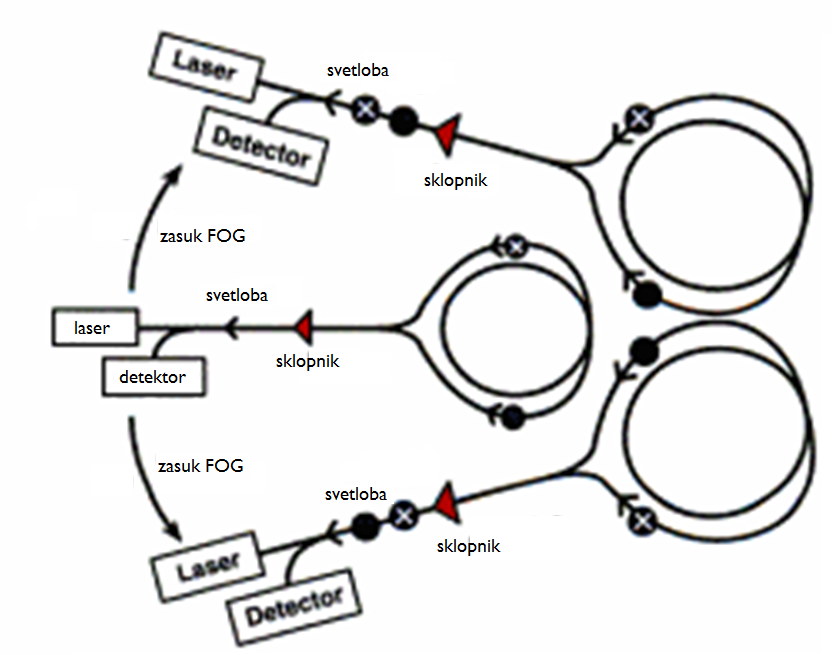 Laser
svetloba
Detector
sklopnik
zasuk FOG
svetloba
laser
sklopnik
detektor
zasuk FOG
svetloba
sklopnik
Laser
Detector